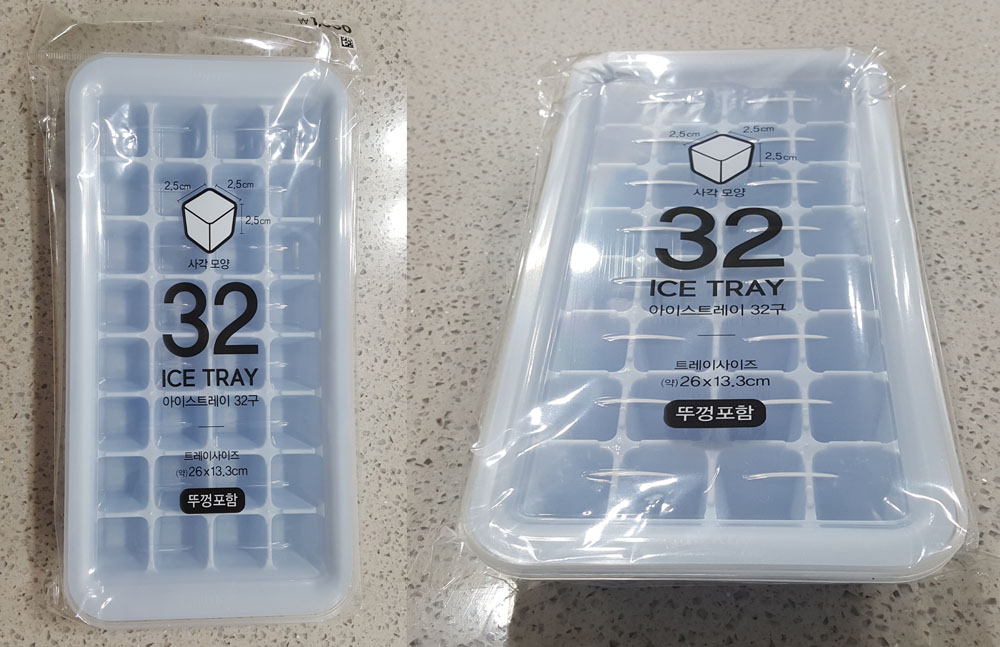 2.5cm 2.5cm
2.5cm
사각 모양
32
ICE TRAY
아이스트레이 32구
트레이사이즈
(약)26x13.3cm
뚜껑포함
2.5cm 2.5cm
2.5cm
사각 모양
32
ICE TRAY
아이스트레이 32구
트레이사이즈
(약)26x13.3cm
뚜껑포함